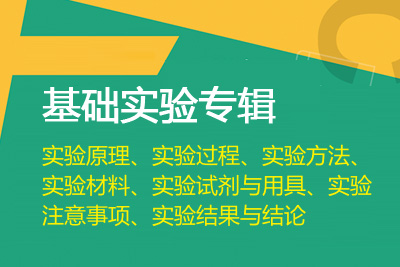 基础实验专辑
实验原理、实验过程、实验方法、
实验材料、实验试剂与用具、实验
注意事项、实验结果与结论